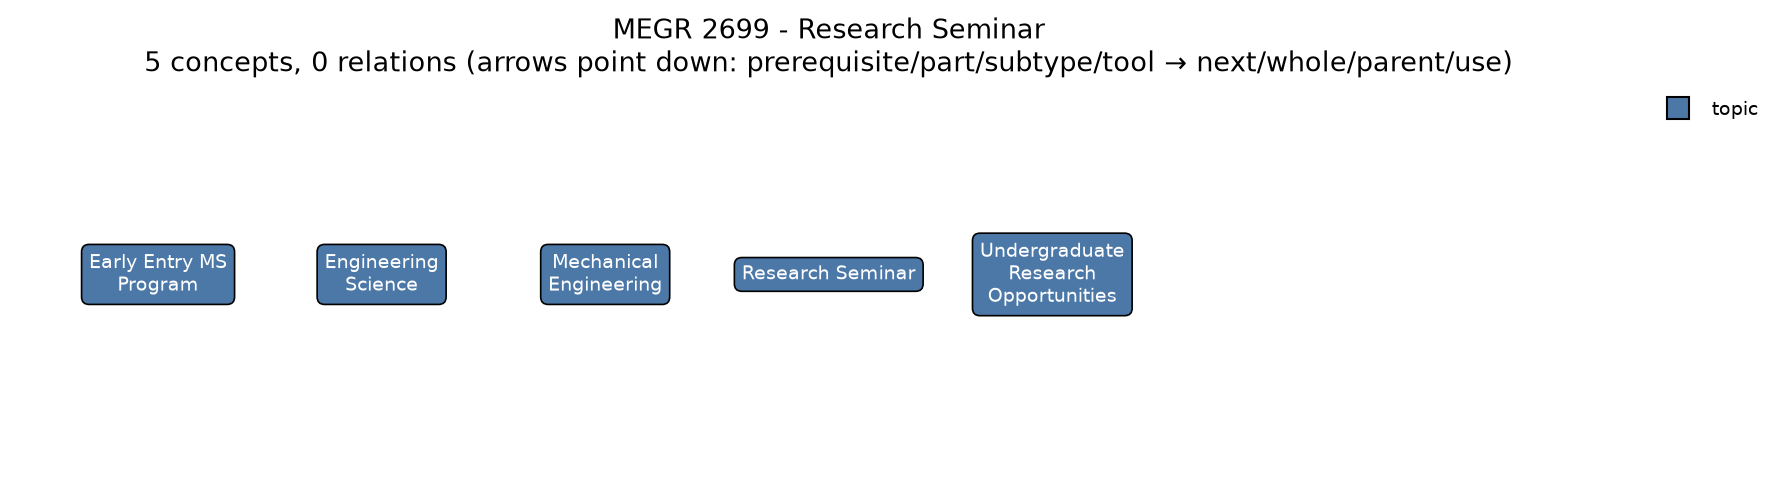 MEGR 2699 - Research Seminar
5 concepts, 0 relations (arrows point down: prerequisite/part/subtype/tool → next/whole/parent/use)
topic
Early Entry MS
Program
Engineering
Science
Mechanical
Engineering
Research Seminar
Undergraduate
Research
Opportunities